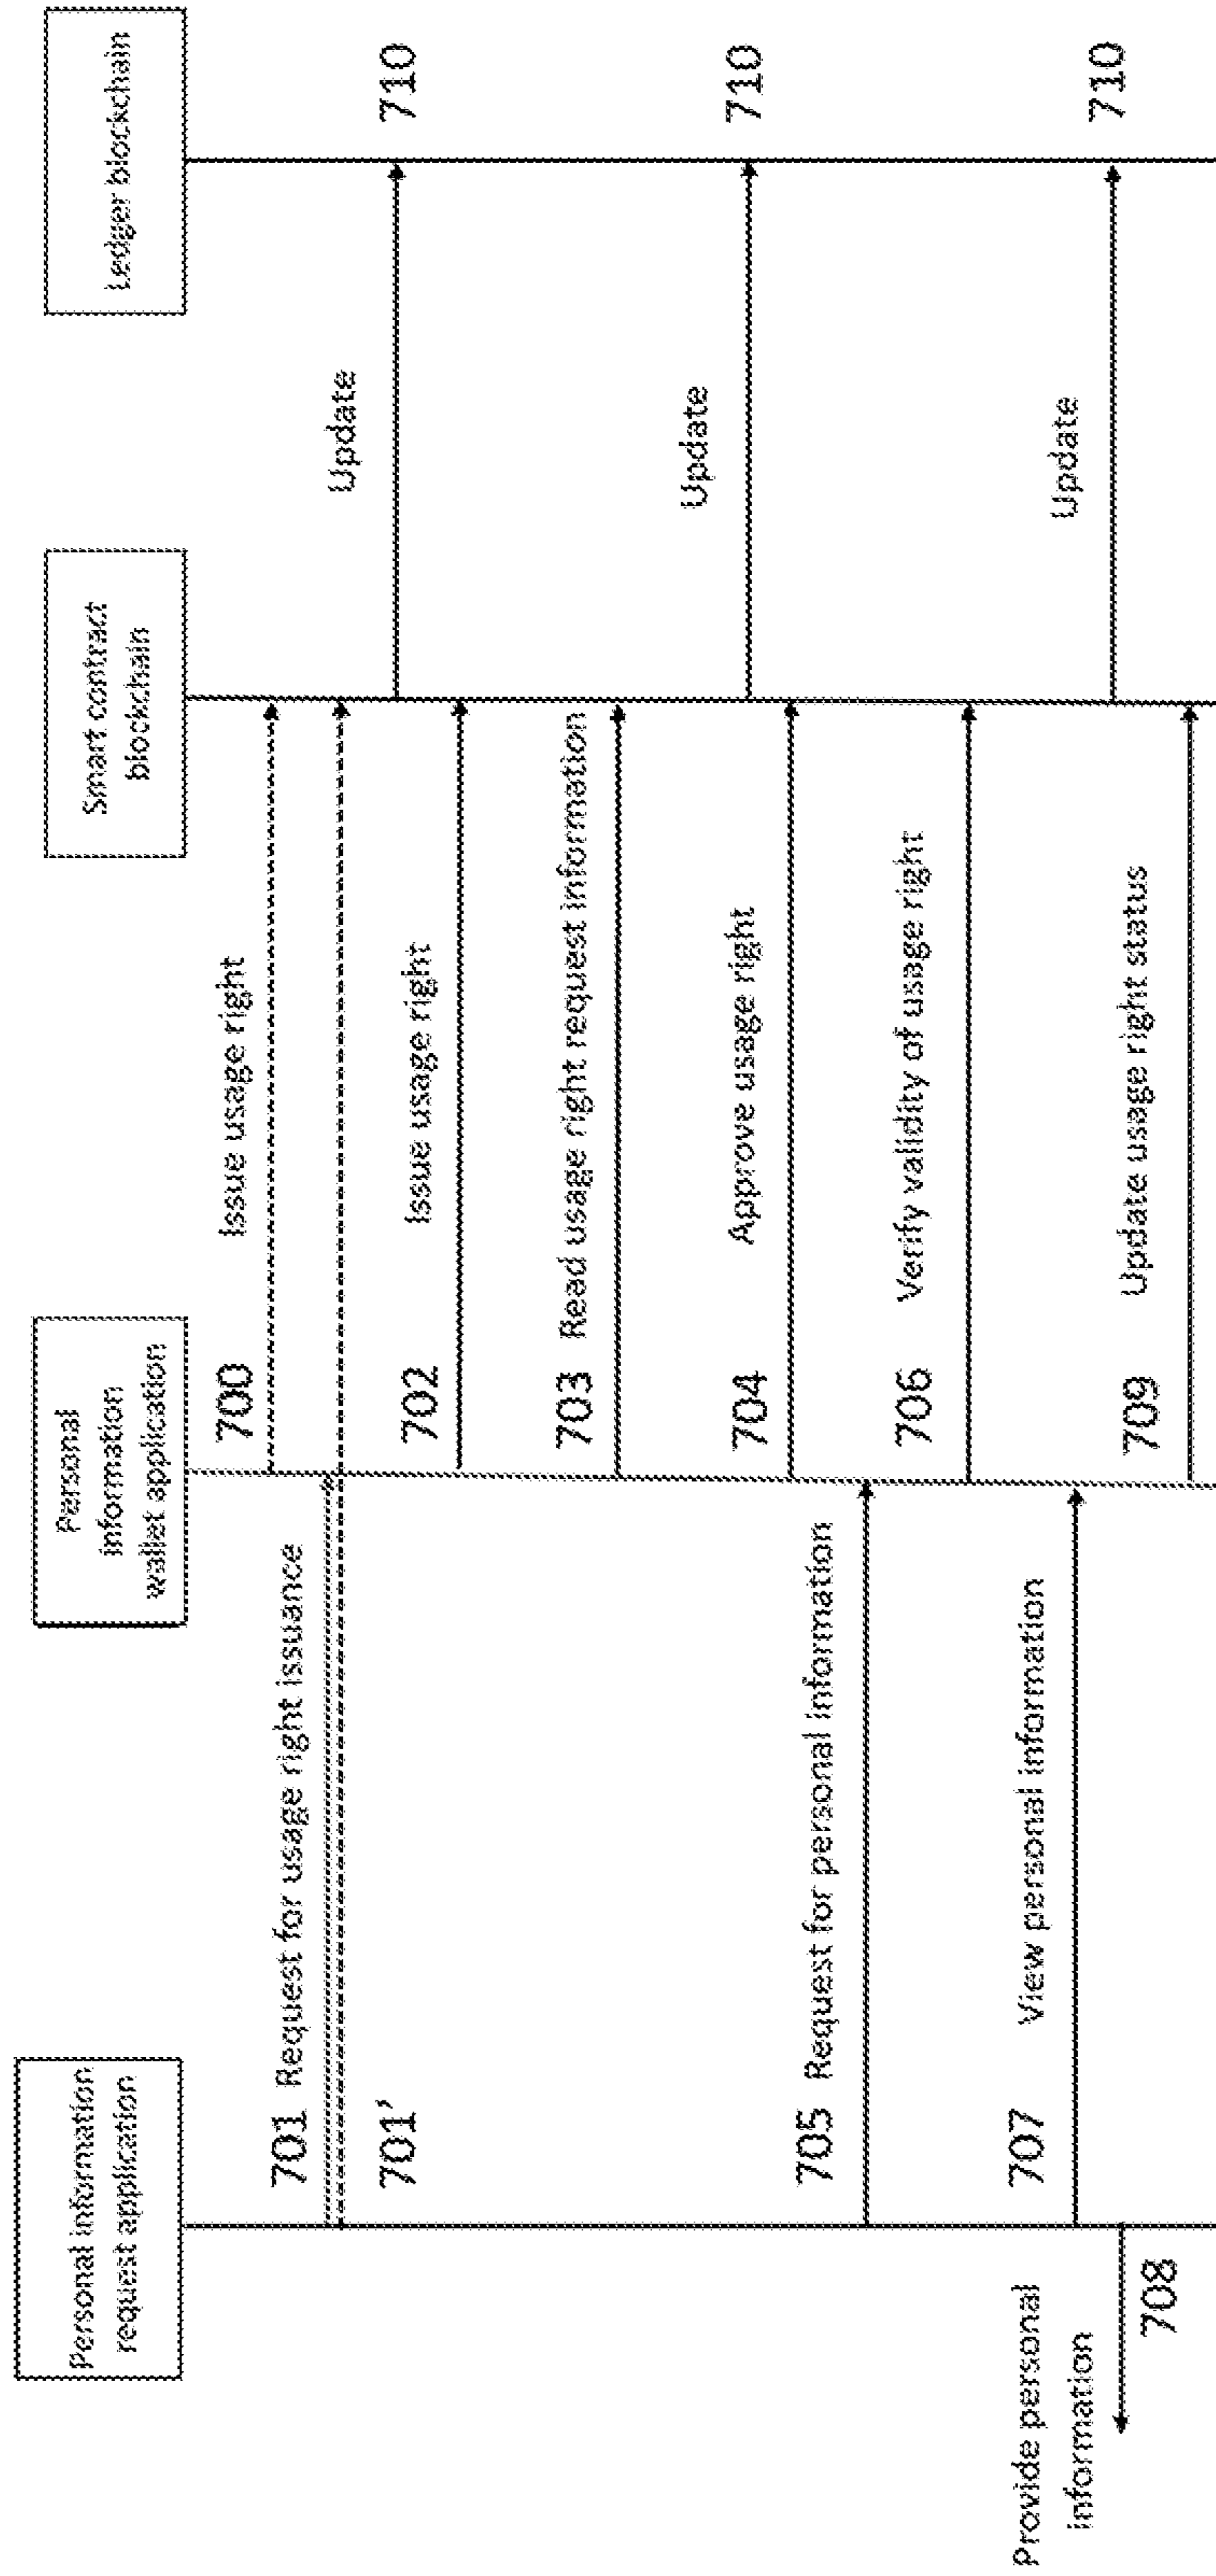 Personal information
request application
Personal
information
wallet application
Smart contract
blockchain
Ledger blockchain
700
Issue usage right
701 Request for usage right issuance
701'
Update
710
702
Issue usage right
703 Read usage right request information
Update
710
704
Approve usage right
705 Request for personal information
706
Verify validity of usage right
707
View personal information
Provide personal
information
708
Update
710
709
Update usage right status